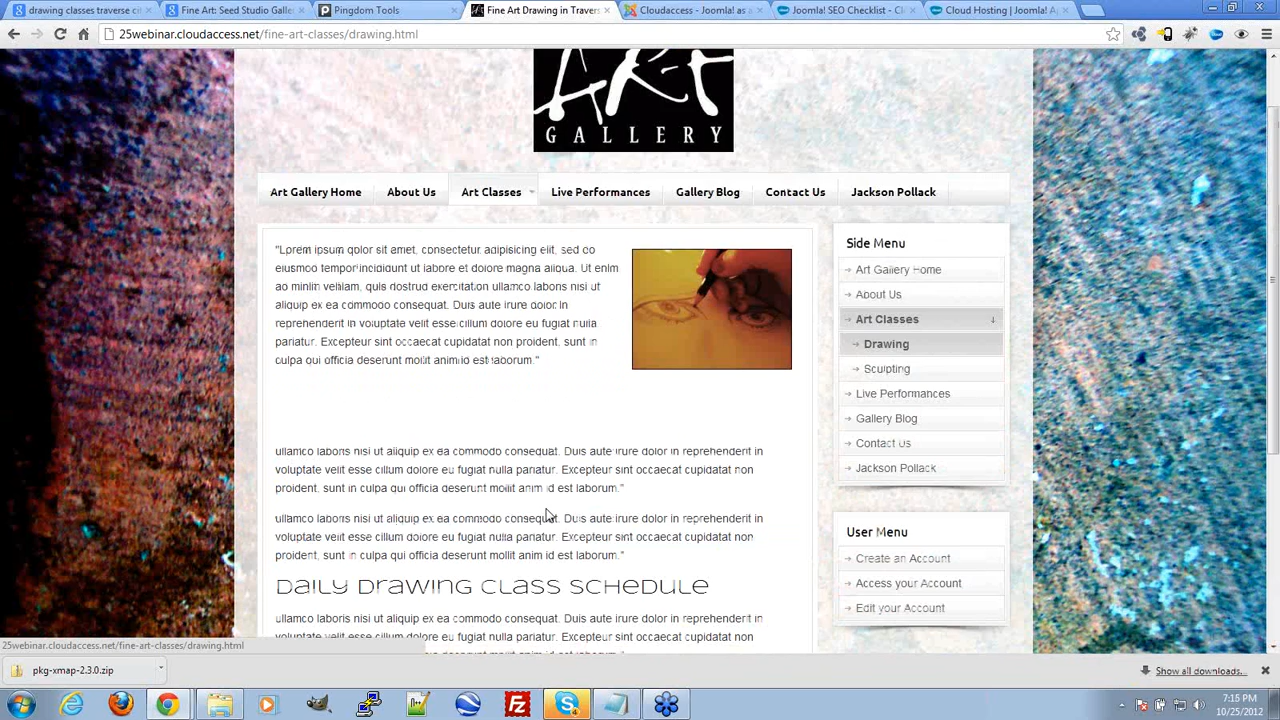 drawing classes traverse ci
Fine Art: Seed Studio Galle
Pingdom Tools
Fine Art Drawing in Travers
Cloudaccess - Joomla! as a
Joomla! SEO Checklist - Cl
Cloud Hosting | Joomla! Ap
25webinar.cloudaccess.net/fine-art-classes/drawing.html
ART
GALLERY
Art Gallery Home About Us Art Classes Live Performances Gallery Blog Contact Us Jackson Pollack
"Lorem ipsum dolor sit amet, consectetur adipisicing elit, sed do
eiusmod tempor incididunt ut labore et dolore magna aliqua. Ut enim
ad minim veniam, quis nostrud exercitation ullamco laboris nisi ut
aliquip ex ea commodo consequat. Duis aute irure dolor in
reprehenderit in voluptate velit esse cillum dolore eu fugiat nulla
pariatur. Excepteur sint occaecat cupidatat non proident, sunt in
culpa qui officia deserunt mollit anim id est laborum."
ullamco laboris nisi ut aliquip ex ea commodo consequat. Duis aute irure dolor in reprehenderit in
voluptate velit esse cillum dolore eu fugiat nulla pariatur. Excepteur sint occaecat cupidatat non
proident, sunt in culpa qui officia deserunt mollit anim id est laborum."
ullamco laboris nisi ut aliquip ex ea commodo consequat. Duis aute irure dolor in reprehenderit in
voluptate velit esse cillum dolore eu fugiat nulla pariatur. Excepteur sint occaecat cupidatat non
proident, sunt in culpa qui officia deserunt mollit anim id est laborum."
Daily Drawing Class Schedule
ullamco laboris nisi ut aliquip ex ea commodo consequat. Duis aute irure dolor in reprehenderit in
voluptate velit esse cillum dolore eu fugiat nulla pariatur. Excepteur sint occaecat cupidatat non
Side Menu
Art Gallery Home
About Us
Art Classes
Drawing
Sculpting
Live Performances
Gallery Blog
Contact Us
Jackson Pollack
User Menu
Create an Account
Access your Account
Edit your Account
25webinar.cloudaccess.net/fine-art-classes/drawing.html
pkg-xmap-2.3.0.zip
Show all downloads...
7:15 PM
10/25/2012